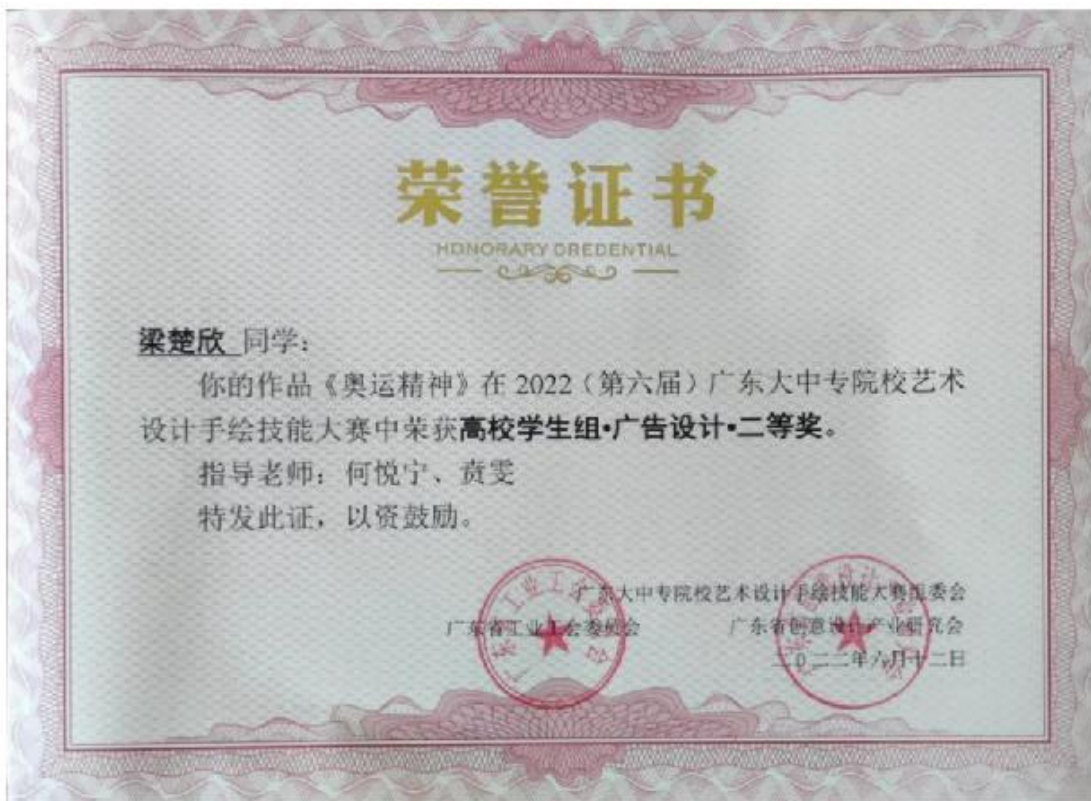 荣誉证书
HONORARY CREDENTIAL
梁楚欣 同学：
你的作品《奥运精神》在 2022（第六届）广东大中专院校艺术
设计手绘技能大赛中荣获高校学生组•广告设计•二等奖。
指导老师：何悦宁、贲雯
特发此证，以资鼓励。
广东大中专院校艺术设计手绘技能大赛组委会
广东省工业工会委员会 广东省创意设计产业研究会
二〇二二年六月十二日